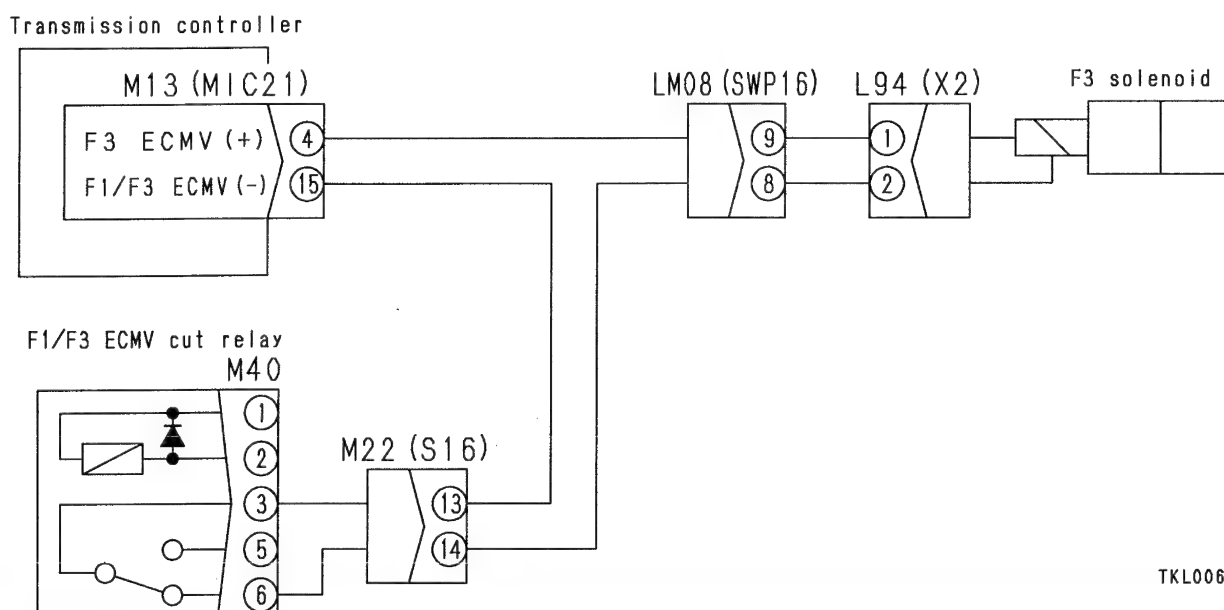 Transmission controller
M13 (MIC21)
F3 ECMV (+)
4
F1/F3 ECMV (-)
15
LM08 (SWP16)
9
8
L94 (X2)
1
2
F3 solenoid
F1/F3 ECMV cut relay
M40
1
2
3
5
6
M22 (S16)
13
14
TKL006